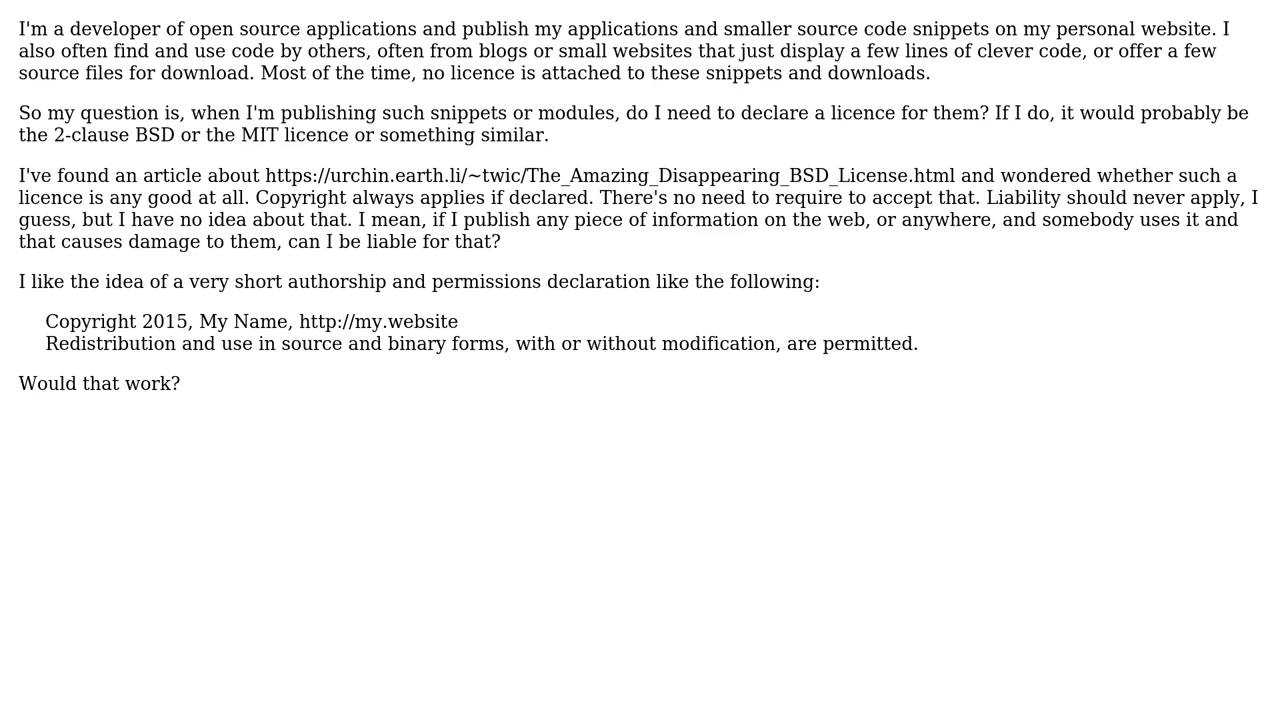 I'm a developer of open source applications and publish my applications and smaller source code snippets on my personal website. I
also often find and use code by others, often from blogs or small websites that just display a few lines of clever code, or offer a few
source files for download. Most of the time, no licence is attached to these snippets and downloads.
So my question is, when I'm publishing such snippets or modules, do I need to declare a licence for them? If I do, it would probably be
the 2-clause BSD or the MIT licence or something similar.
I've found an article about https://urchin.earth.li/~twic/The_Amazing_Disappearing_BSD_License.html and wondered whether such a
licence is any good at all. Copyright always applies if declared. There's no need to require to accept that. Liability should never apply, I
guess, but I have no idea about that. I mean, if I publish any piece of information on the web, or anywhere, and somebody uses it and
that causes damage to them, can I be liable for that?
I like the idea of a very short authorship and permissions declaration like the following:
Copyright 2015, My Name, http://my.website
Redistribution and use in source and binary forms, with or without modification, are permitted.
Would that work?